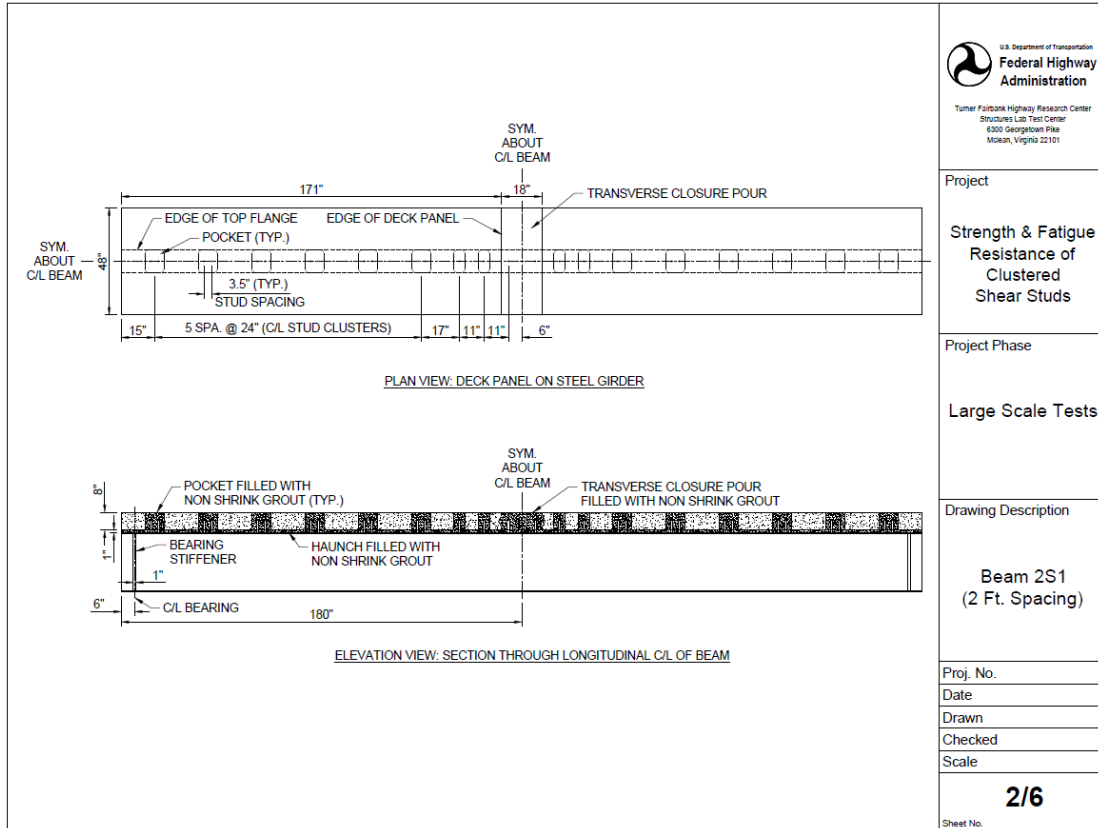 SYM.
ABOUT
C/L BEAM
171"
18"
TRANSVERSE CLOSURE POUR
EDGE OF TOP FLANGE
EDGE OF DECK PANEL
POCKET (TYP.)
SYM.
ABOUT
C/L BEAM
48"
3.5" (TYP.)
STUD SPACING
15"
5 SPA. @ 24" (C/L STUD CLUSTERS)
17"
11"
11"
6"
PLAN VIEW: DECK PANEL ON STEEL GIRDER
SYM.
ABOUT
C/L BEAM
8"
POCKET FILLED WITH
NON SHRINK GROUT (TYP.)
TRANSVERSE CLOSURE POUR
FILLED WITH NON SHRINK GROUT
1"
BEARING
STIFFENER
HAUNCH FILLED WITH
NON SHRINK GROUT
1"
6"
C/L BEARING
180"
ELEVATION VIEW: SECTION THROUGH LONGITUDINAL C/L OF BEAM
U.S. Department of Transportation
Federal Highway
Administration
Turner Fairbank Highway Research Center
Structures Lab Test Center
6300 Georgetown Pike
Mclean, Virginia 22101
Project
Strength & Fatigue
Resistance of
Clustered
Shear Studs
Project Phase
Large Scale Tests
Drawing Description
Beam 2S1
(2 Ft. Spacing)
Proj. No.
Date
Drawn
Checked
Scale
2/6
Sheet No.